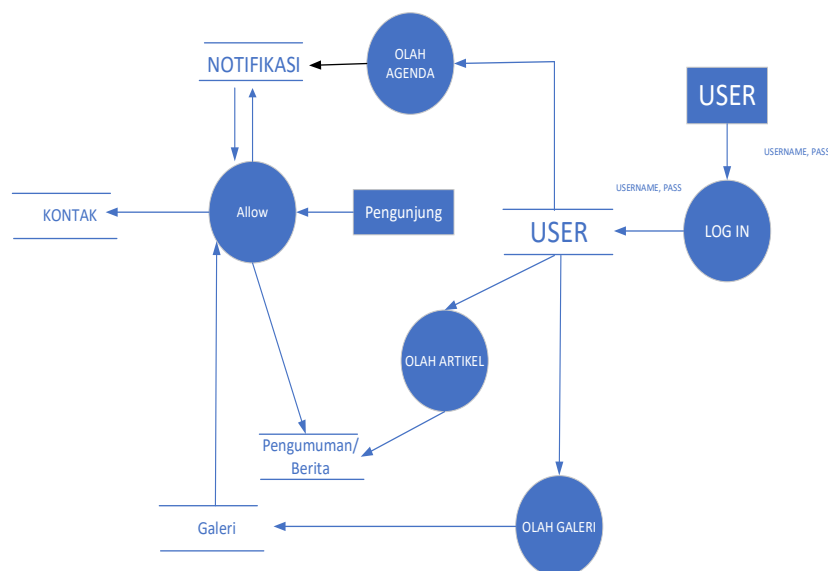 OLAH
AGENDA
NOTIFIKASI
USER
USERNAME, PASS
USERNAME, PASS
KONTAK
Allow
Pengunjung
USER
LOG IN
OLAH ARTIKEL
Pengumuman/
Berita
Galeri
OLAH GALERI